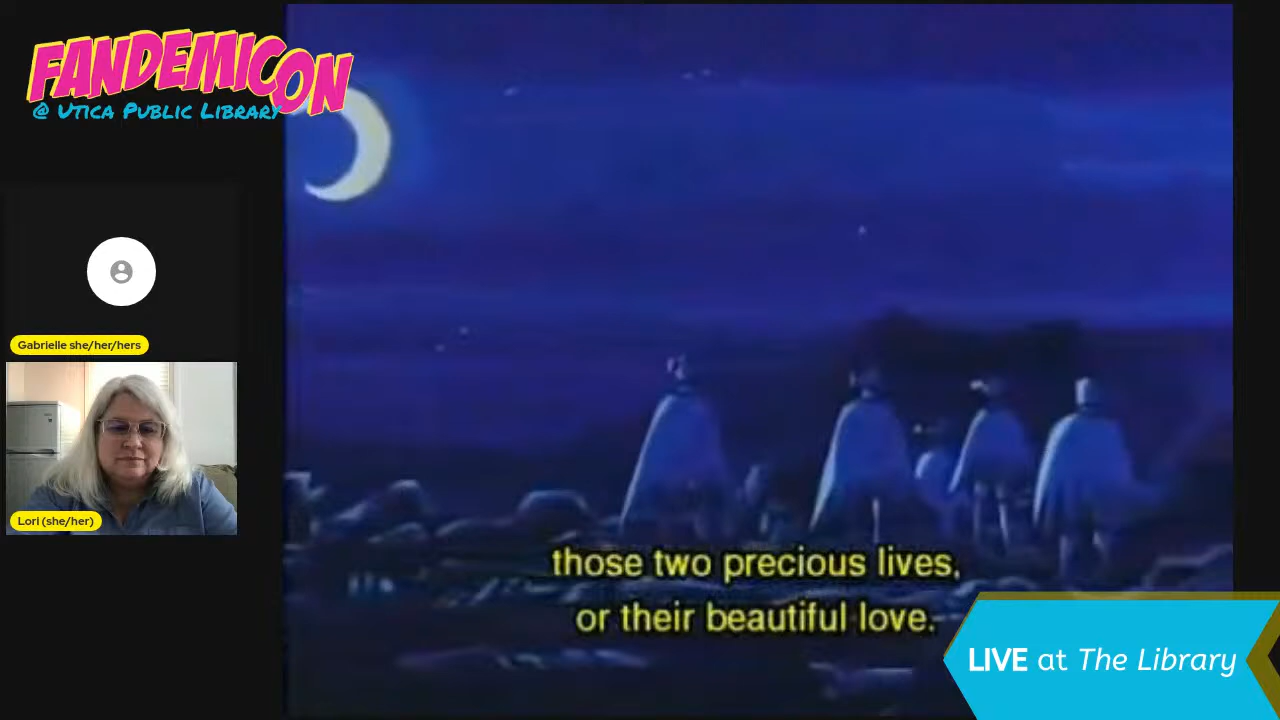 FANDEMICON
@ UTICA PUBLIC LIBRARY
Gabrielle she/her/hers
Lori (she/her)
those two precious lives,
or their beautiful love.
LIVE at The Library